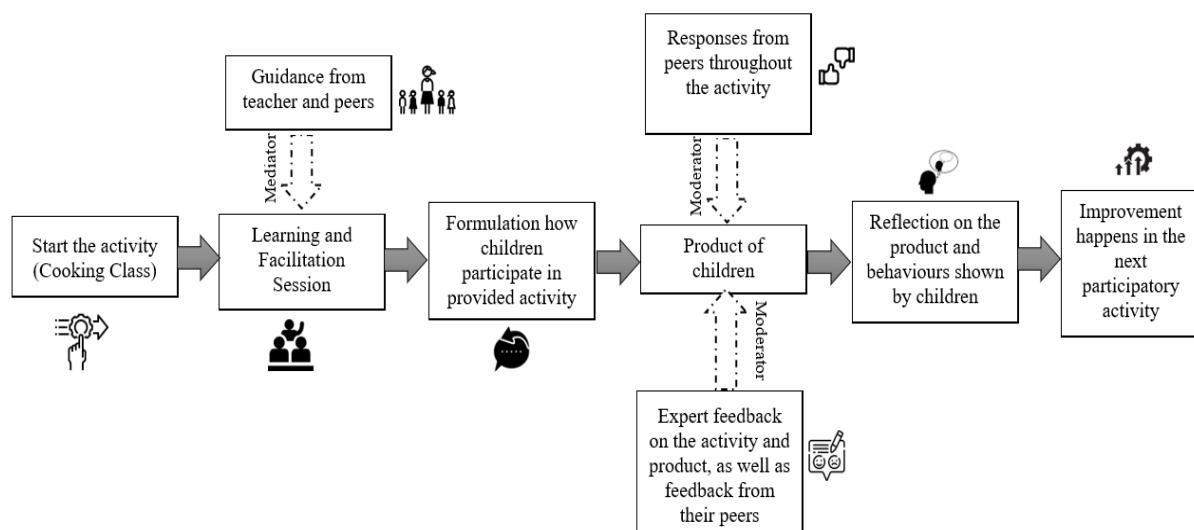 Guidance from
teacher and peers
Mediator
Responses from
peers throughout
the activity
Moderator
Start the activity
(Cooking Class)
Learning and
Facilitation
Session
Formulation how
children
participate in
provided activity
Product of
children
Reflection on the
product and
behaviours shown
by children
Improvement
happens in the
next
participatory
activity
Moderator
Expert feedback
on the activity and
product, as well as
feedback from
their peers